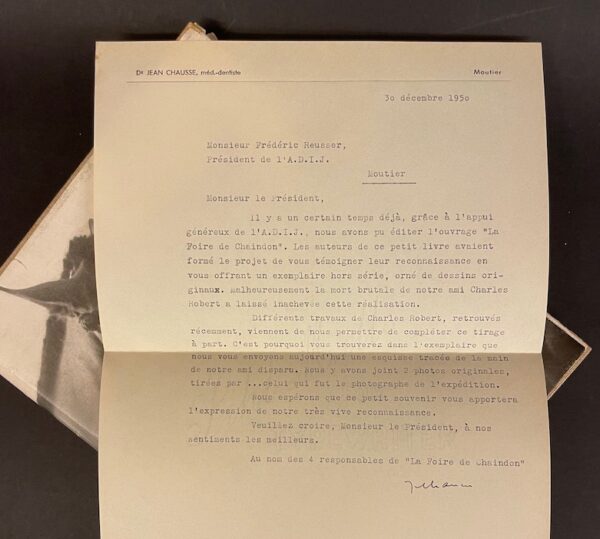 Dr JEAN CHAUSSE, méd.-dentiste
Moutier
30 décembre 1950
Monsieur Frédéric Reusser,
Président de l'A.D.I.J.
Moutier
Monsieur le Président,
Il y a un certain temps déjà, grâce à l'appui
généreux de l'A.D.I.J., nous avons pu éditer l'ouvrage "La
Foire de Chaindon". Les auteurs de ce petit livre avaient
formé le projet de vous témoigner leur reconnaissance en
vous offrant un exemplaire hors série, orné de dessins ori-
ginaux. Malheureusement la mort brutale de notre ami Charles
Robert a laissé inachevée cette réalisation.
Différents travaux de Charles Robert, retrouvés
récemment, viennent de nous permettre de compléter ce tirage
à part. C'est pourquoi vous trouverez dans l'exemplaire que
nous vous envoyons aujourd'hui une esquisse tracée de la main
de notre ami disparu. Nous y avons joint 2 photos originales,
tirées par ...celui qui fut le photographe de l'expédition.
Nous espérons que ce petit souvenir vous apportera
l'expression de notre très vive reconnaissance.
Veuillez croire, Monsieur le Président, à nos
sentiments les meilleurs.
Au nom des 4 responsables de "La Foire de Chaindon"